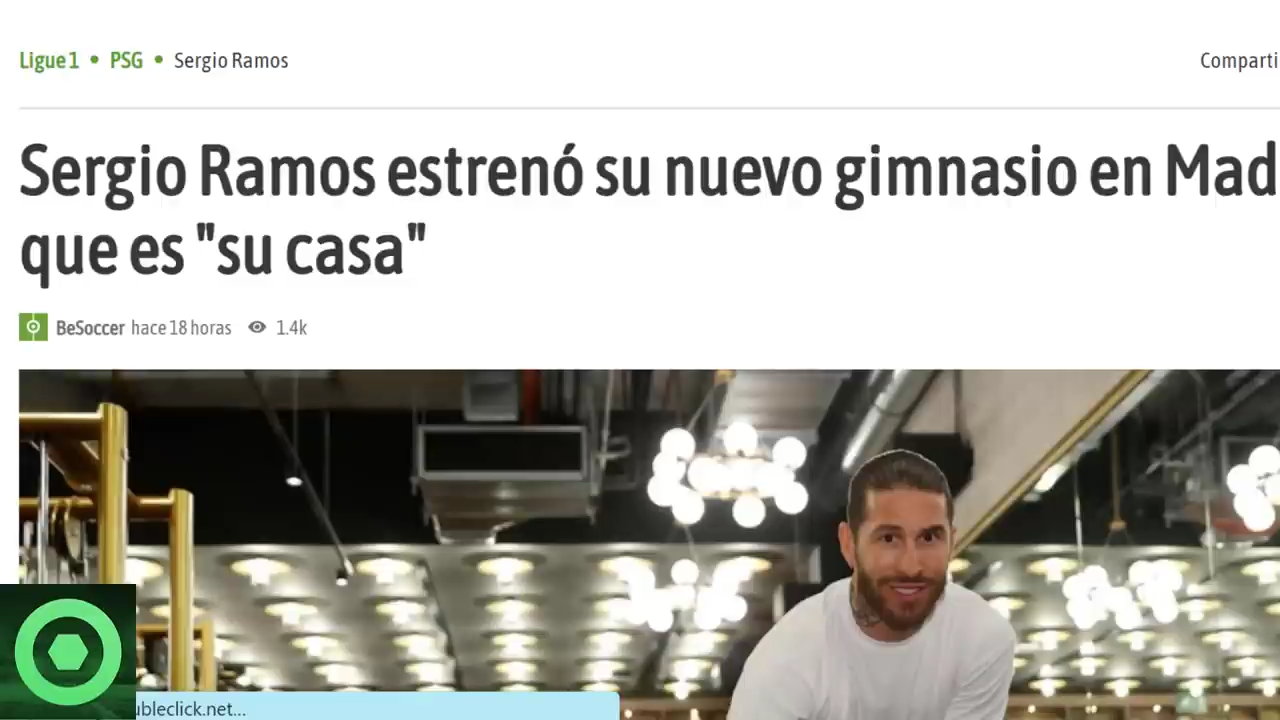 Ligue 1 • PSG • Sergio Ramos
Comparti
Sergio Ramos estrenó su nuevo gimnasio en Mad
que es "su casa"
BeSoccer hace 18 horas 1.4k
ubleclick.net...